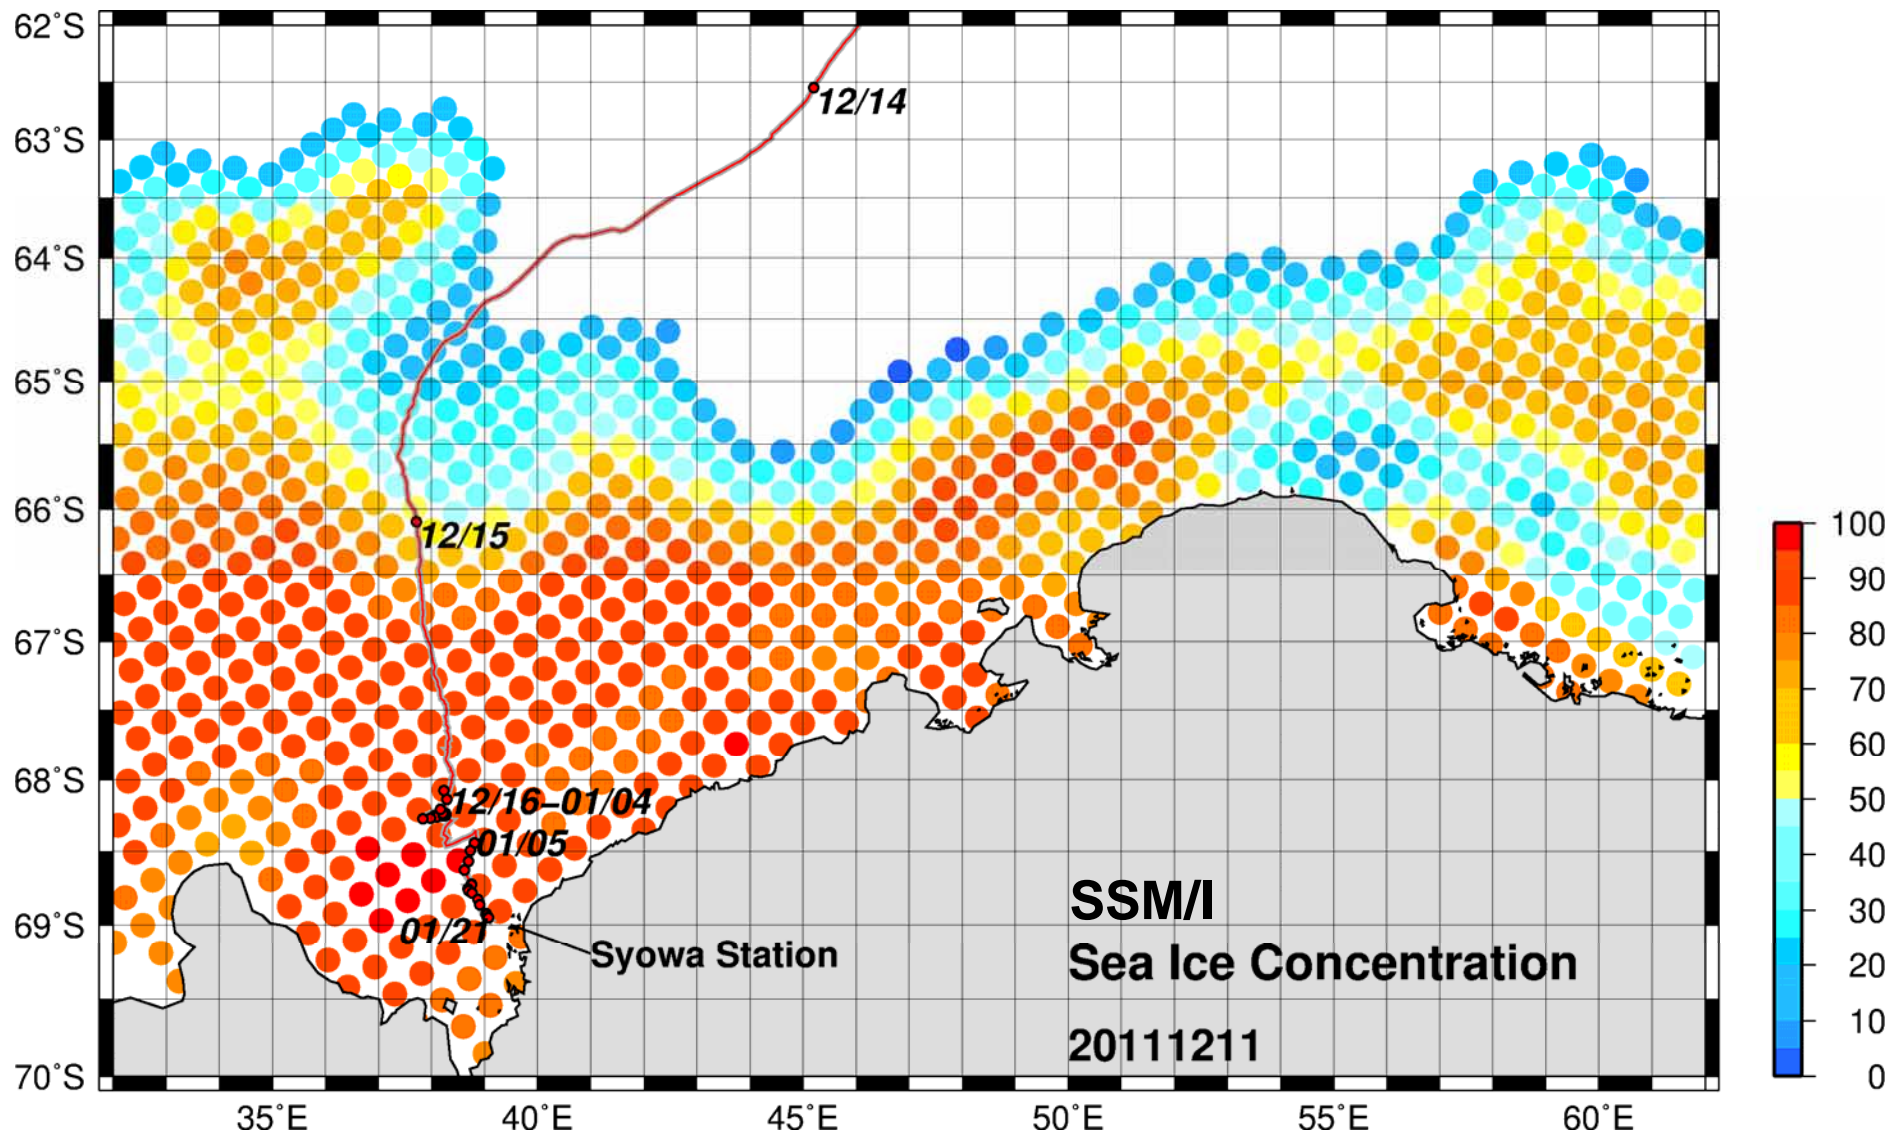 62°S
12/14
63°S
64°S
65°S
66°S
12/15
100
90
67°S
80
70
60
68°S
12/16–01/04
50
01/05
40
SSM/I
30
69°S
01/21
Syowa Station
Sea Ice Concentration
20
10
20111211
70°S
0
35°E
40°E
45°E
50°E
55°E
60°E